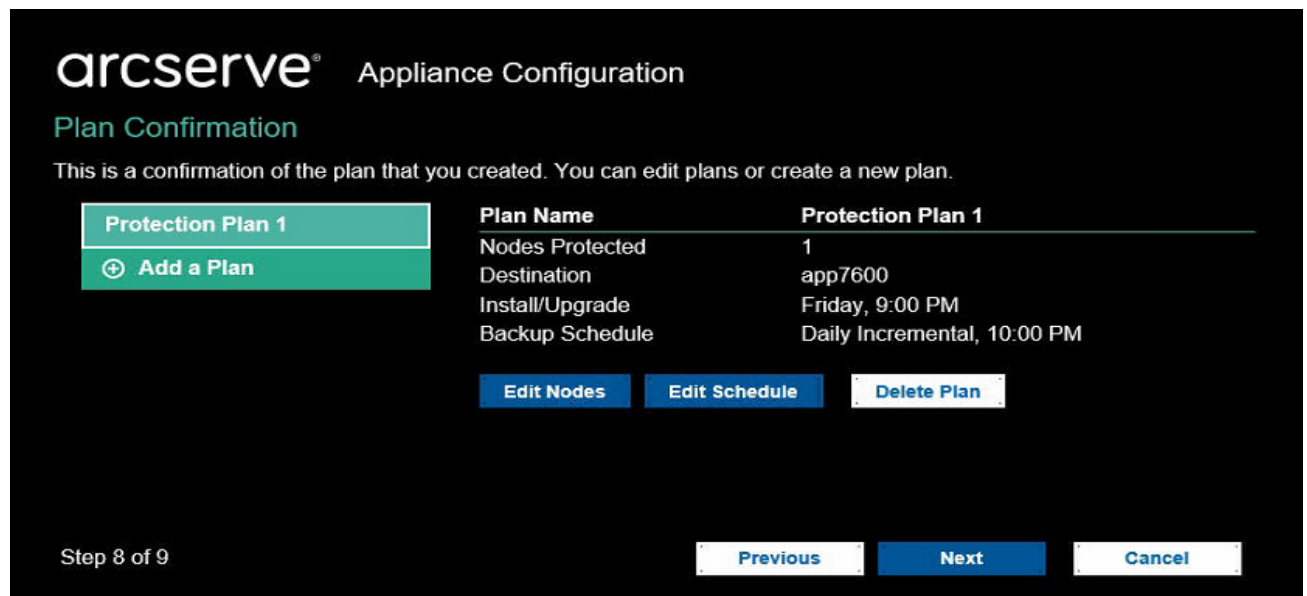 arcserve® Appliance Configuration
Plan Confirmation
This is a confirmation of the plan that you created. You can edit plans or create a new plan.
Protection Plan 1
Add a Plan
Plan Name Protection Plan 1
Nodes Protected 1
Destination app7600
Install/Upgrade Friday, 9:00 PM
Backup Schedule Daily Incremental, 10:00 PM
Edit Nodes Edit Schedule Delete Plan
Step 8 of 9 Previous Next Cancel